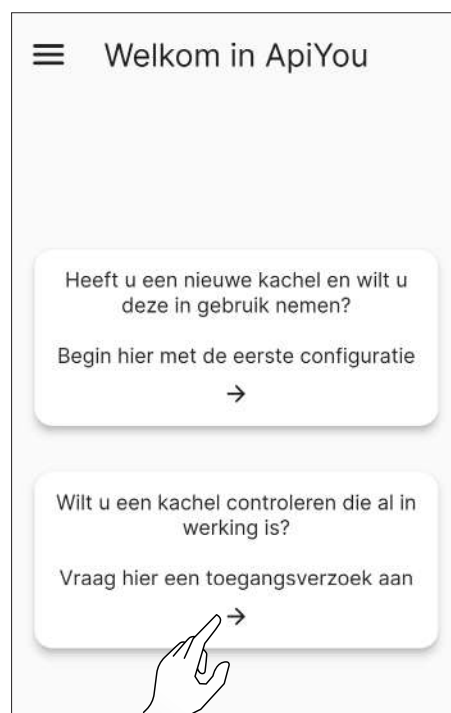 Welkom in ApiYou
Heeft u een nieuwe kachel en wilt u
deze in gebruik nemen?
Begin hier met de eerste configuratie
Wilt u een kachel controleren die al in
werking is?
Vraag hier een toegangsverzoek aan